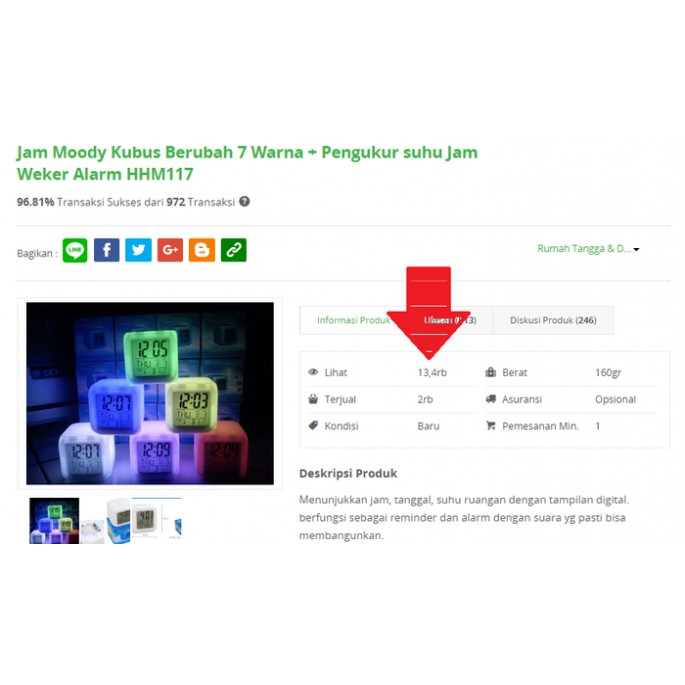 Jam Moody Kubus Berubah 7 Warna + Pengukur suhu Jam
Weker Alarm HHM117
96.81% Transaksi Sukses dari 972 Transaksi ?
Bagikan : LINE f G+ B
Rumah Tangga & D...
Informasi Produk
Diskusi Produk (246)
Lihat 13,4rb Berat 160gr
Terjual 2rb Asuransi Opsional
Kondisi Baru Pemesanan Min. 1
Deskripsi Produk
Menunjukkan jam, tanggal, suhu ruangan dengan tampilan digital.
berfungsi sebagai reminder dan alarm dengan suara yg pasti bisa
membangunkan.
12:05
12:07
12:03
12:07
12:09